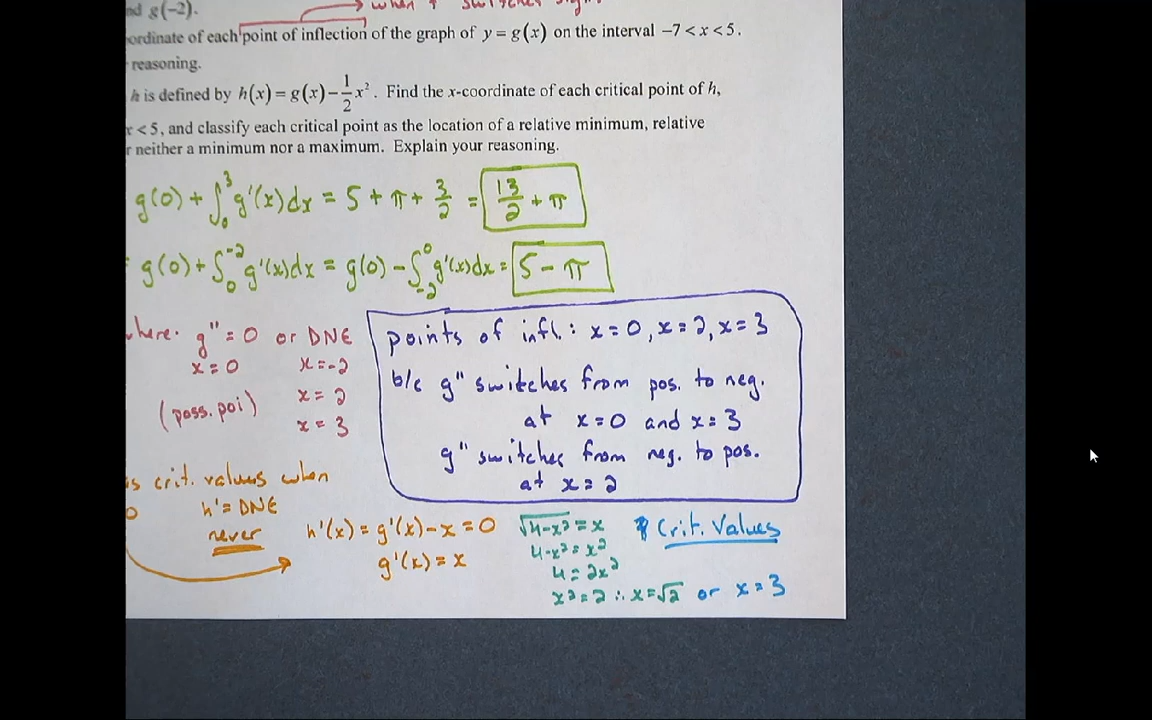 nd g(-2).
when g" switches signs
ordinate of each point of inflection of the graph of y = g(x) on the interval -7 < x < 5.
reasoning.
h is defined by h(x) = g(x) - 1/2 x². Find the x-coordinate of each critical point of h,
x < 5, and classify each critical point as the location of a relative minimum, relative
r neither a minimum nor a maximum. Explain your reasoning.
g(0) + ∫₀³ g'(x)dx = 5 + π + 3/2 = 13/2 + π
= g(0) + ∫₀⁻² g'(x)dx = g(0) - ∫₋₂⁰ g'(x)dx = 5 - π
where g" = 0 or DNE
x = 0 x = -2
(poss. poi) x = 2
x = 3
points of infl.: x = 0, x = 2, x = 3
b/c g" switches from pos. to neg.
at x = 0 and x = 3
g" switches from neg. to pos.
at x = 2
s crit. values when
0 h' = DNE
never
h'(x) = g'(x) - x = 0
g'(x) = x
√4-x² = x
4-x² = x²
4 = 2x²
x² = 2 ∴ x = √2 or x = 3
Crit. Values